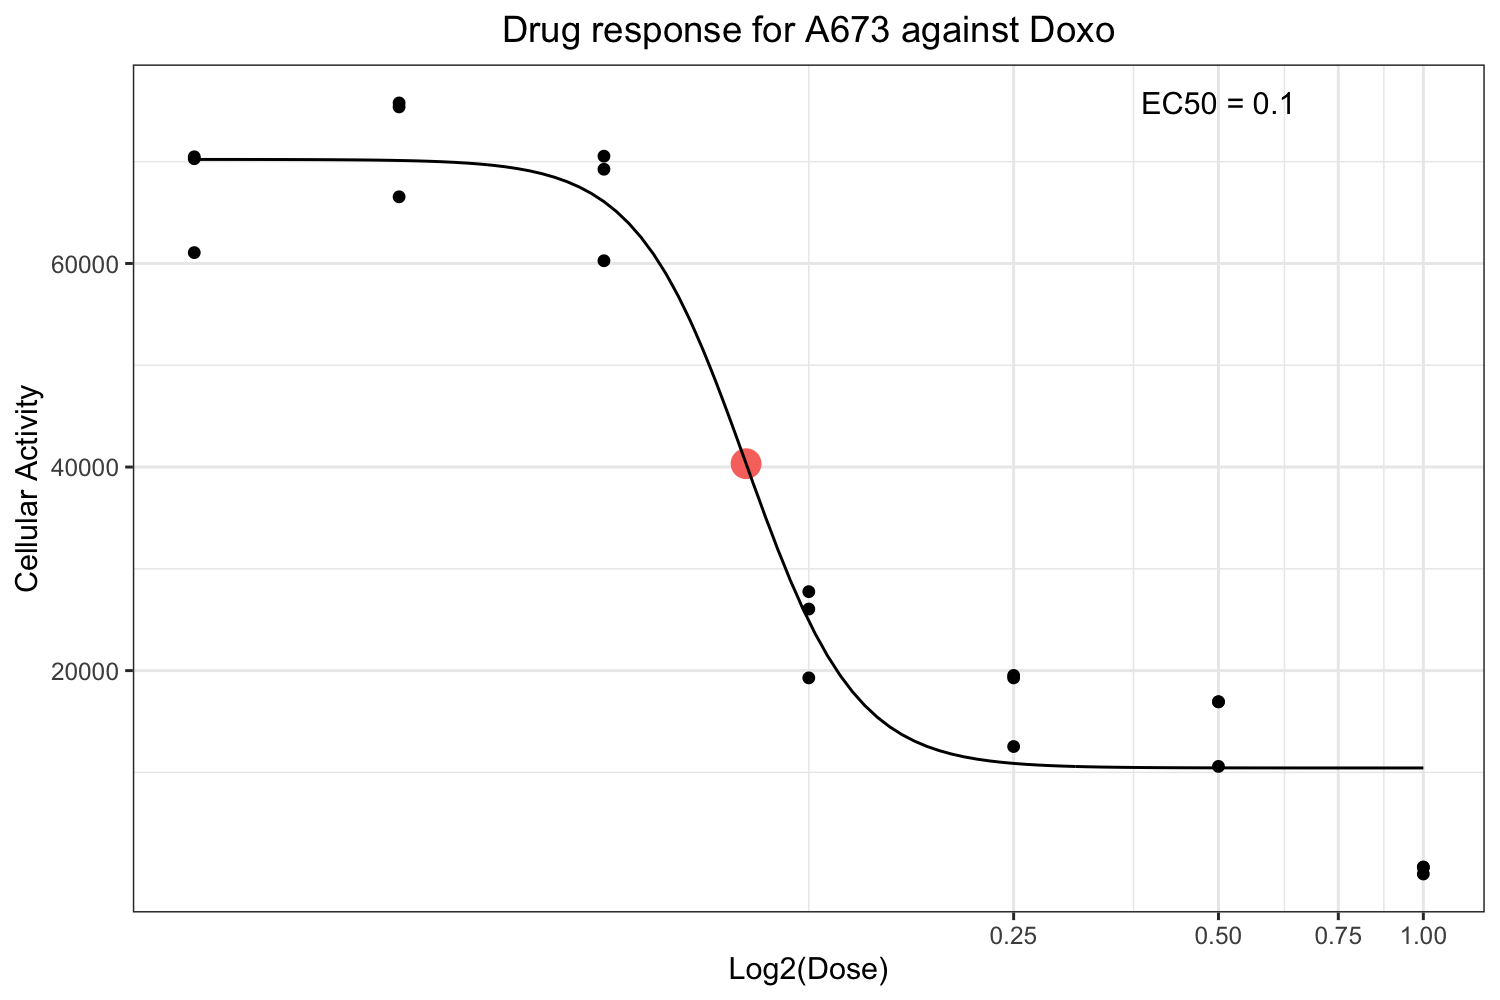 Drug response for A673 against Doxo
EC50 = 0.1
60000
40000
20000
Cellular Activity
0.25 0.50 0.75 1.00
Log2(Dose)